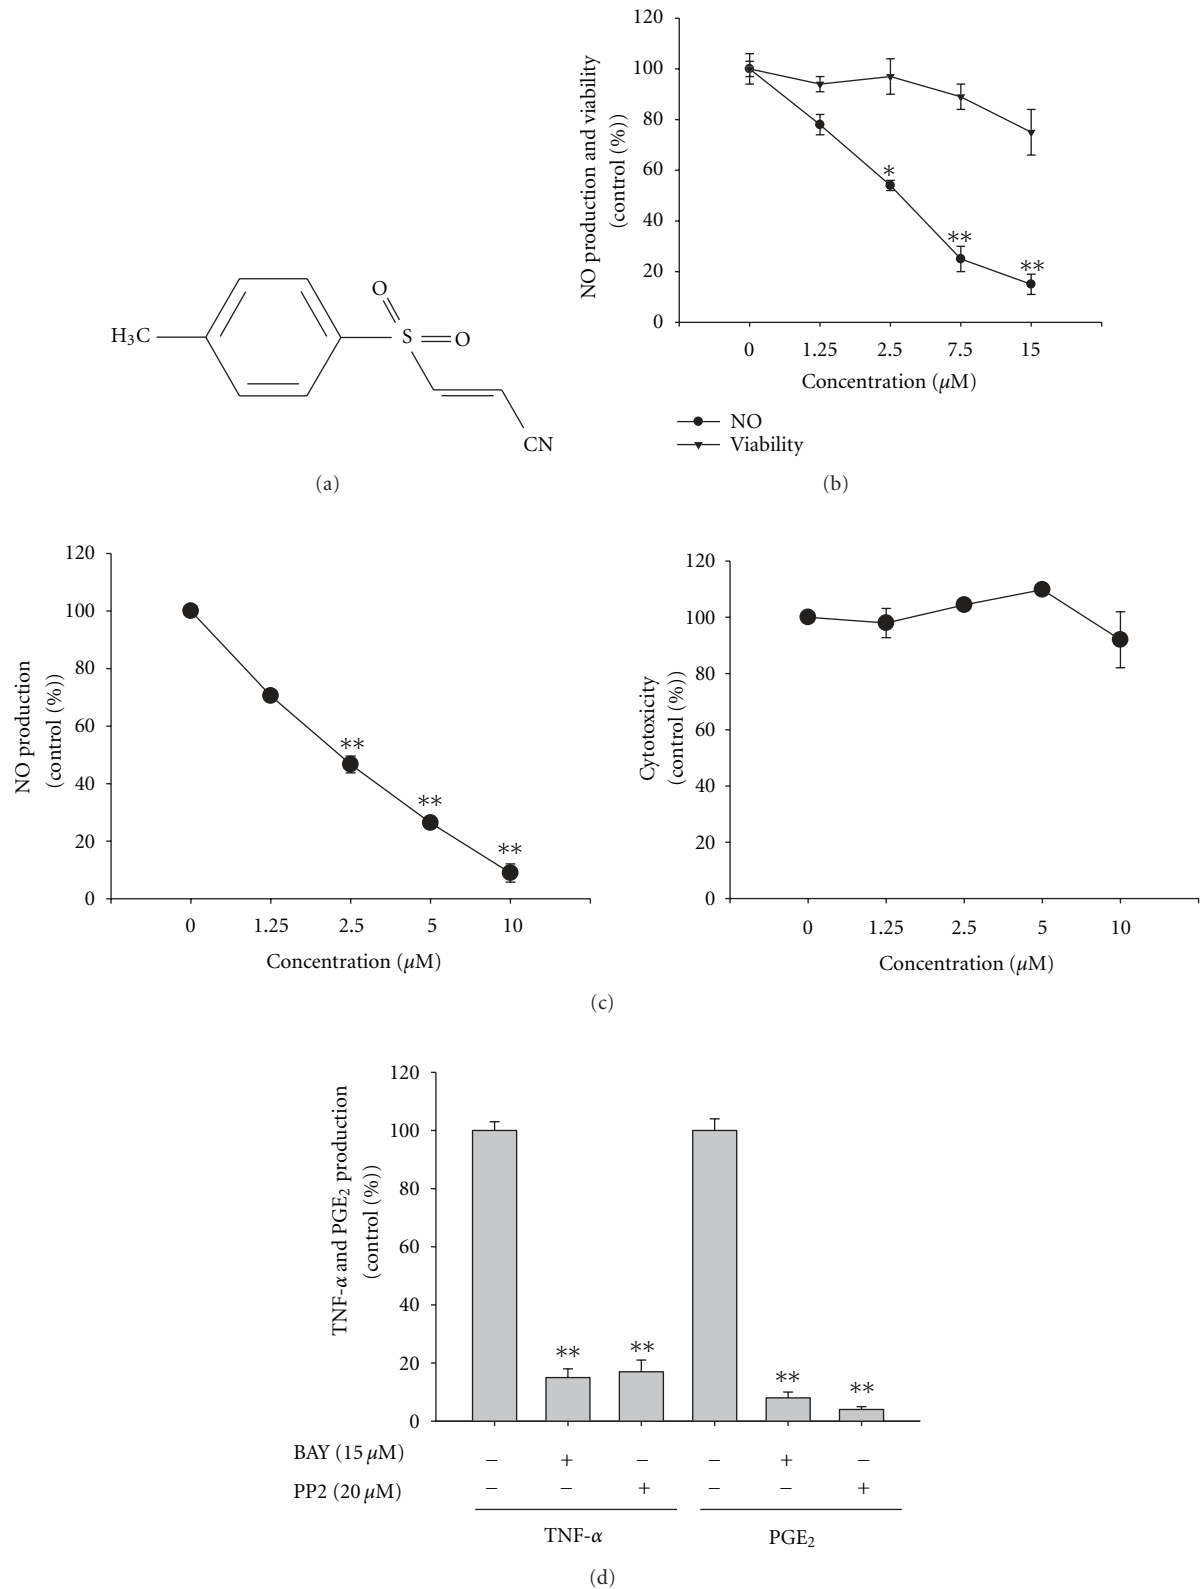 O
H₃C
S
O
CN
(a)
120
100
80
60
40
20
0
NO production and viability
(control (%))
*
**
**
0 1.25 2.5 7.5 15
Concentration (μM)
NO
Viability
(b)
120
100
80
60
40
20
0
NO production
(control (%))
**
**
**
0 1.25 2.5 5 10
Concentration (μM)
120
100
80
60
40
20
0
Cytotoxicity
(control (%))
0 1.25 2.5 5 10
Concentration (μM)
(c)
120
100
80
60
40
20
0
TNF-α and PGE₂ production
(control (%))
** ** ** **
BAY (15 μM) − + − − + −
PP2 (20 μM) − − + − − +
TNF-α PGE₂
(d)